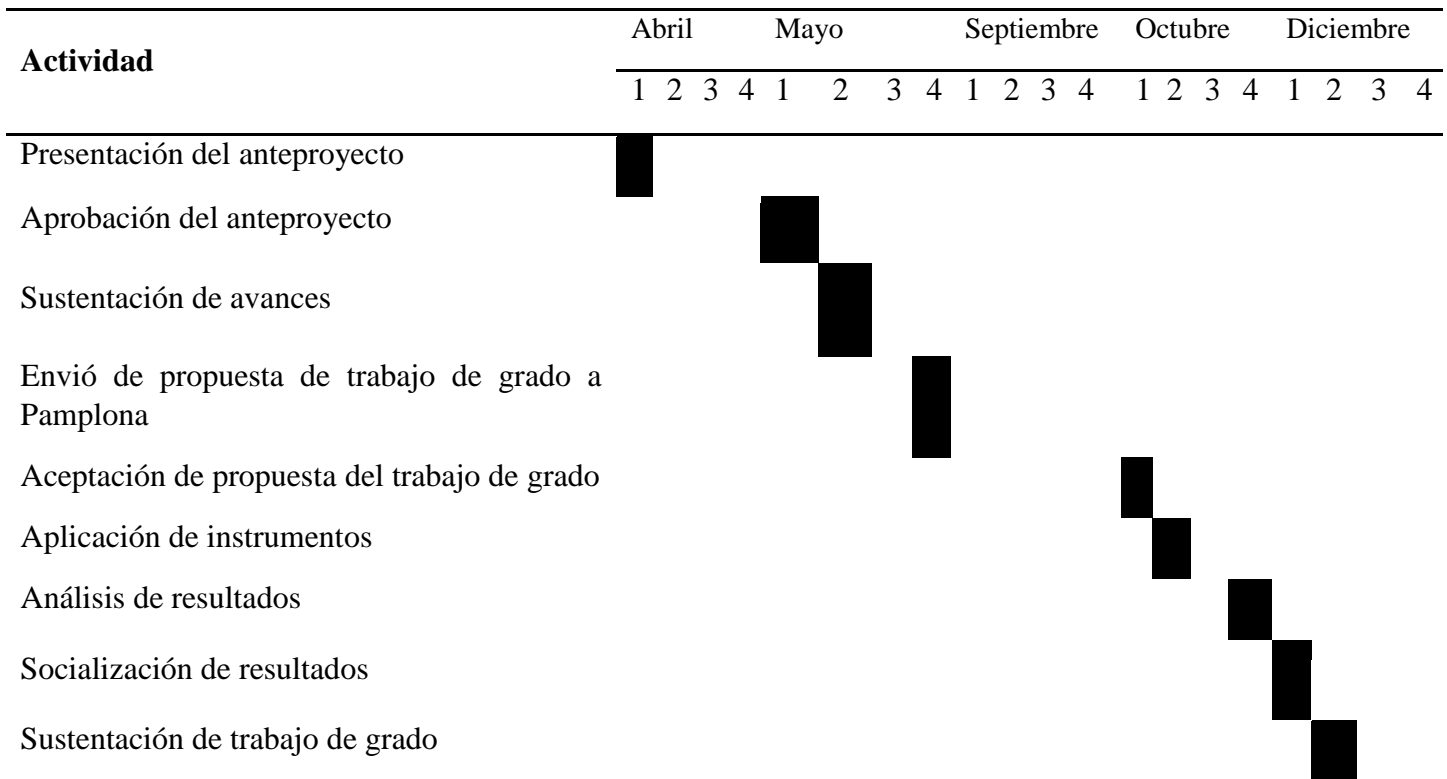 Abril Mayo Septiembre Octubre Diciembre
Actividad
1 2 3 4 1 2 3 4 1 2 3 4 1 2 3 4 1 2 3 4
Presentación del anteproyecto
Aprobación del anteproyecto
Sustentación de avances
Envió de propuesta de trabajo de grado a
Pamplona
Aceptación de propuesta del trabajo de grado
Aplicación de instrumentos
Análisis de resultados
Socialización de resultados
Sustentación de trabajo de grado